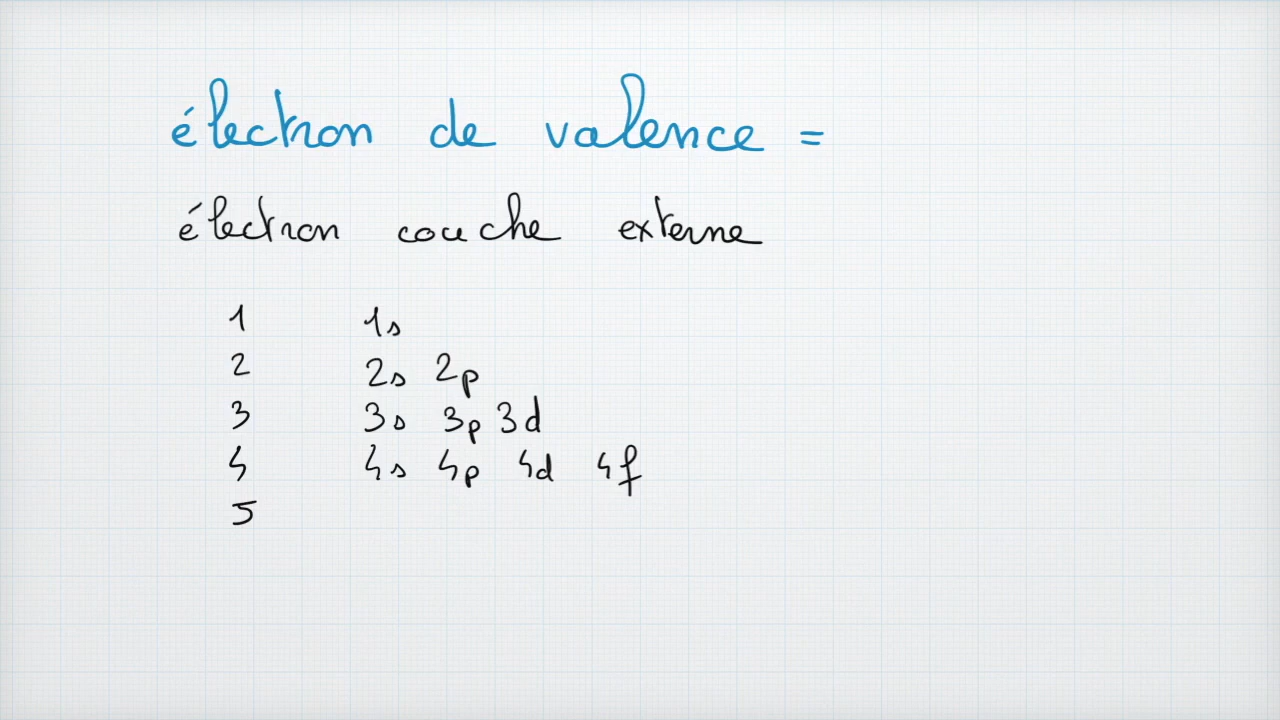 électron de valence =
électron couche externe
1 1s
2 2s 2p
3 3s 3p 3d
4 4s 4p 4d 4f
5